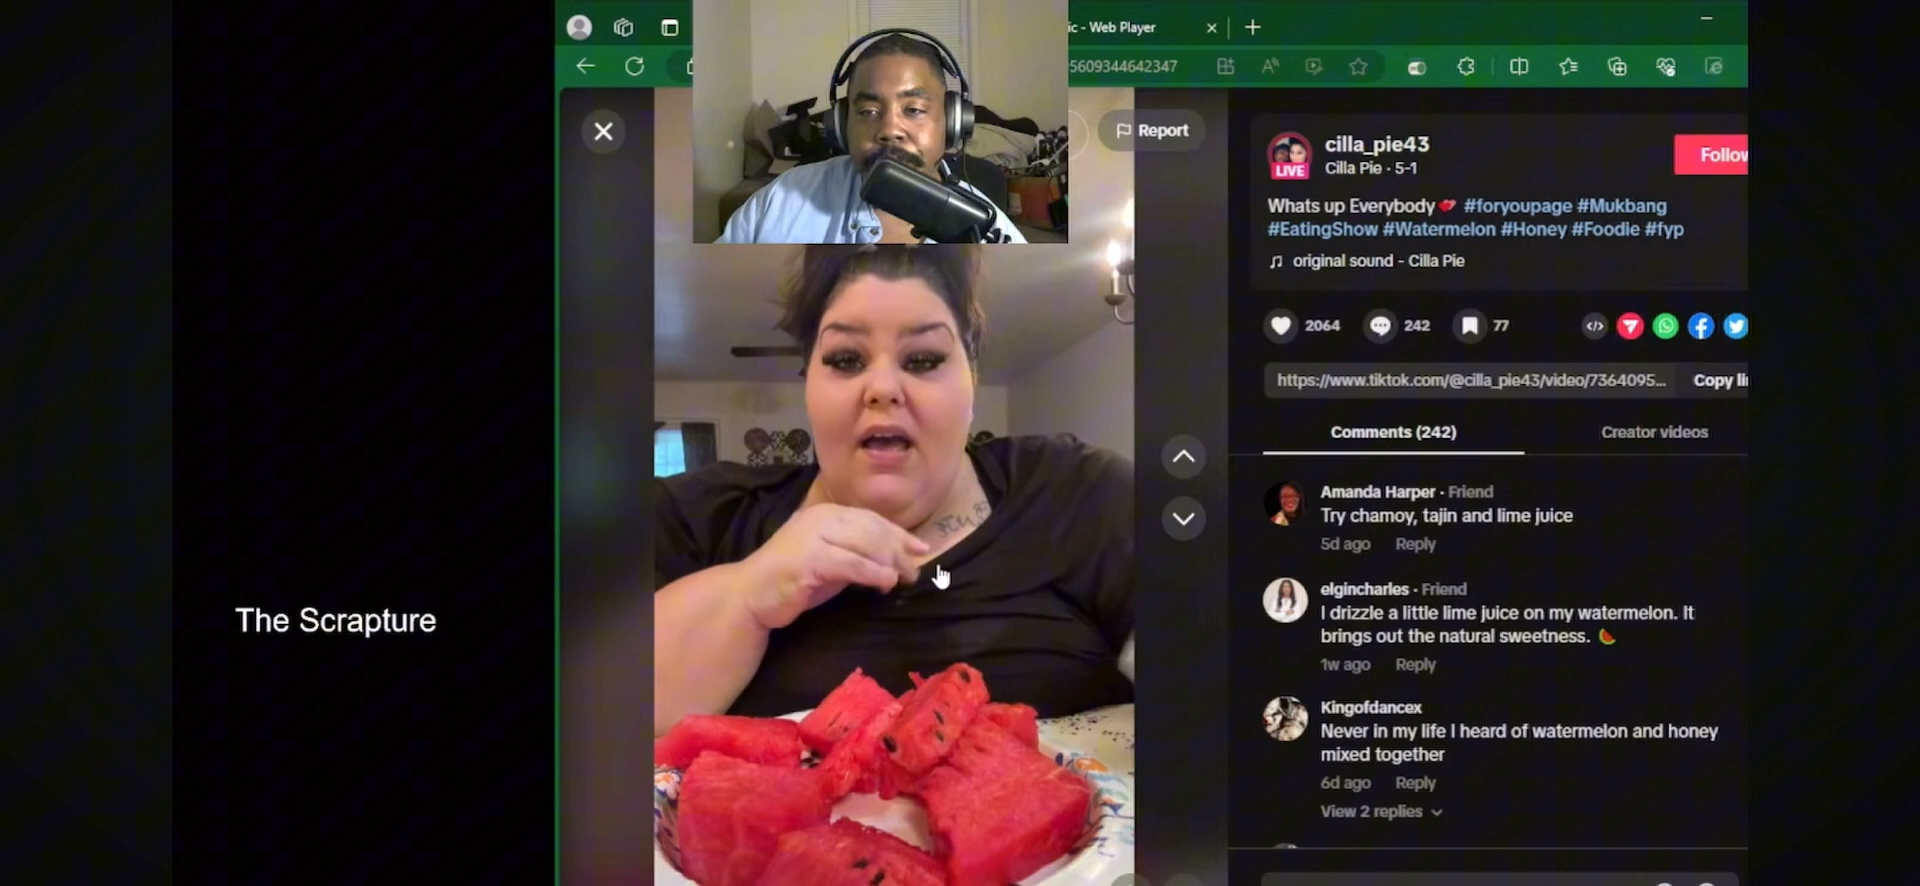 ic - Web Player
5609344642347
Report
LIVE
cilla_pie43
Cilla Pie · 5-1
Follow
Whats up Everybody #foryoupage #Mukbang
#EatingShow #Watermelon #Honey #Foodie #fyp
original sound - Cilla Pie
2064
242
77
https://www.tiktok.com/@cilla_pie43/video/7364095...
Copy li
Comments (242)
Creator videos
Amanda Harper · Friend
Try chamoy, tajin and lime juice
5d ago Reply
elgincharles · Friend
I drizzle a little lime juice on my watermelon. It
brings out the natural sweetness. 🍉
1w ago Reply
Kingofdancex
Never in my life I heard of watermelon and honey
mixed together
6d ago Reply
View 2 replies
The Scrapture